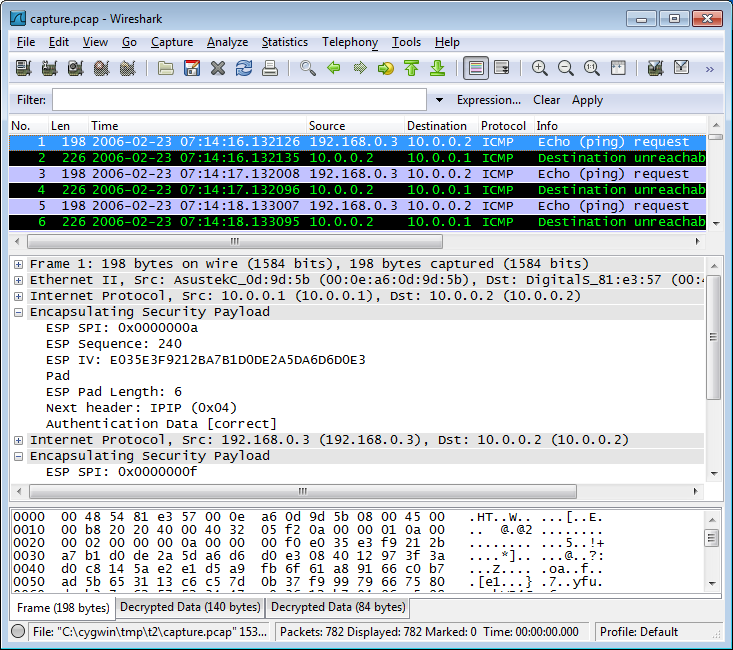 capture.pcap - Wireshark
File Edit View Go Capture Analyze Statistics Telephony Tools Help
Filter: Expression... Clear Apply
No. Len Time Source Destination Protocol Info
1 198 2006-02-23 07:14:16.132126 192.168.0.3 10.0.0.2 ICMP Echo (ping) request
2 226 2006-02-23 07:14:16.132135 10.0.0.2 10.0.0.1 ICMP Destination unreachab
3 198 2006-02-23 07:14:17.132008 192.168.0.3 10.0.0.2 ICMP Echo (ping) request
4 226 2006-02-23 07:14:17.132096 10.0.0.2 10.0.0.1 ICMP Destination unreachab
5 198 2006-02-23 07:14:18.133007 192.168.0.3 10.0.0.2 ICMP Echo (ping) request
6 226 2006-02-23 07:14:18.133095 10.0.0.2 10.0.0.1 ICMP Destination unreachab
Frame 1: 198 bytes on wire (1584 bits), 198 bytes captured (1584 bits)
Ethernet II, Src: AsustekC_0d:9d:5b (00:0e:a6:0d:9d:5b), Dst: DigitalS_81:e3:57 (00:4
Internet Protocol, Src: 10.0.0.1 (10.0.0.1), Dst: 10.0.0.2 (10.0.0.2)
Encapsulating Security Payload
ESP SPI: 0x0000000a
ESP Sequence: 240
ESP IV: E035E3F9212BA7B1D0DE2A5DA6D6D0E3
Pad
ESP Pad Length: 6
Next header: IPIP (0x04)
Authentication Data [correct]
Internet Protocol, Src: 192.168.0.3 (192.168.0.3), Dst: 10.0.0.2 (10.0.0.2)
Encapsulating Security Payload
ESP SPI: 0x0000000f
0000 00 48 54 81 e3 57 00 0e a6 0d 9d 5b 08 00 45 00 .HT..W.. ...[..E.
0010 00 b8 20 20 40 00 40 32 05 f2 0a 00 00 01 0a 00 ..  @.@2 ........
0020 00 02 00 00 00 0a 00 00 00 f0 e0 35 e3 f9 21 2b ........ ...5..!+
0030 a7 b1 d0 de 2a 5d a6 d6 d0 e3 08 40 12 97 3f 3a ....*].. ...@..?:
0040 d0 c8 14 5a e2 e1 d5 a9 fb 6f 61 a8 91 66 c0 b7 ...Z.... .oa..f..
0050 ad 5b 65 31 13 c6 c5 7d 0b 37 f9 99 79 66 75 80 .[e1...} .7..yfu.
Frame (198 bytes) Decrypted Data (140 bytes) Decrypted Data (84 bytes)
File: "C:\cygwin\tmp\t2\capture.pcap" 153... Packets: 782 Displayed: 782 Marked: 0 Time: 00:00:00.000 Profile: Default